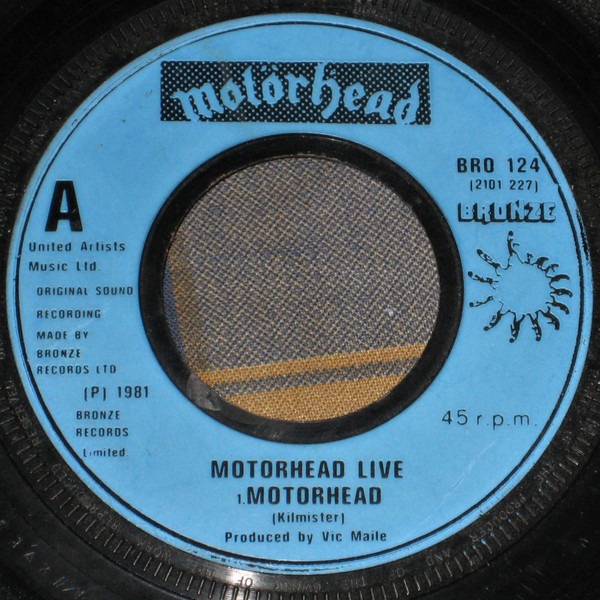 motörhead
BRO 124
(2101 227)
BRONZE
A
United Artists
Music Ltd.
ORIGINAL SOUND
RECORDING
MADE BY
BRONZE
RECORDS LTD
(P) 1981
BRONZE
RECORDS
Limited.
45 r.p.m.
MOTORHEAD LIVE
1.MOTORHEAD
(Kilmister)
Produced by Vic Maile